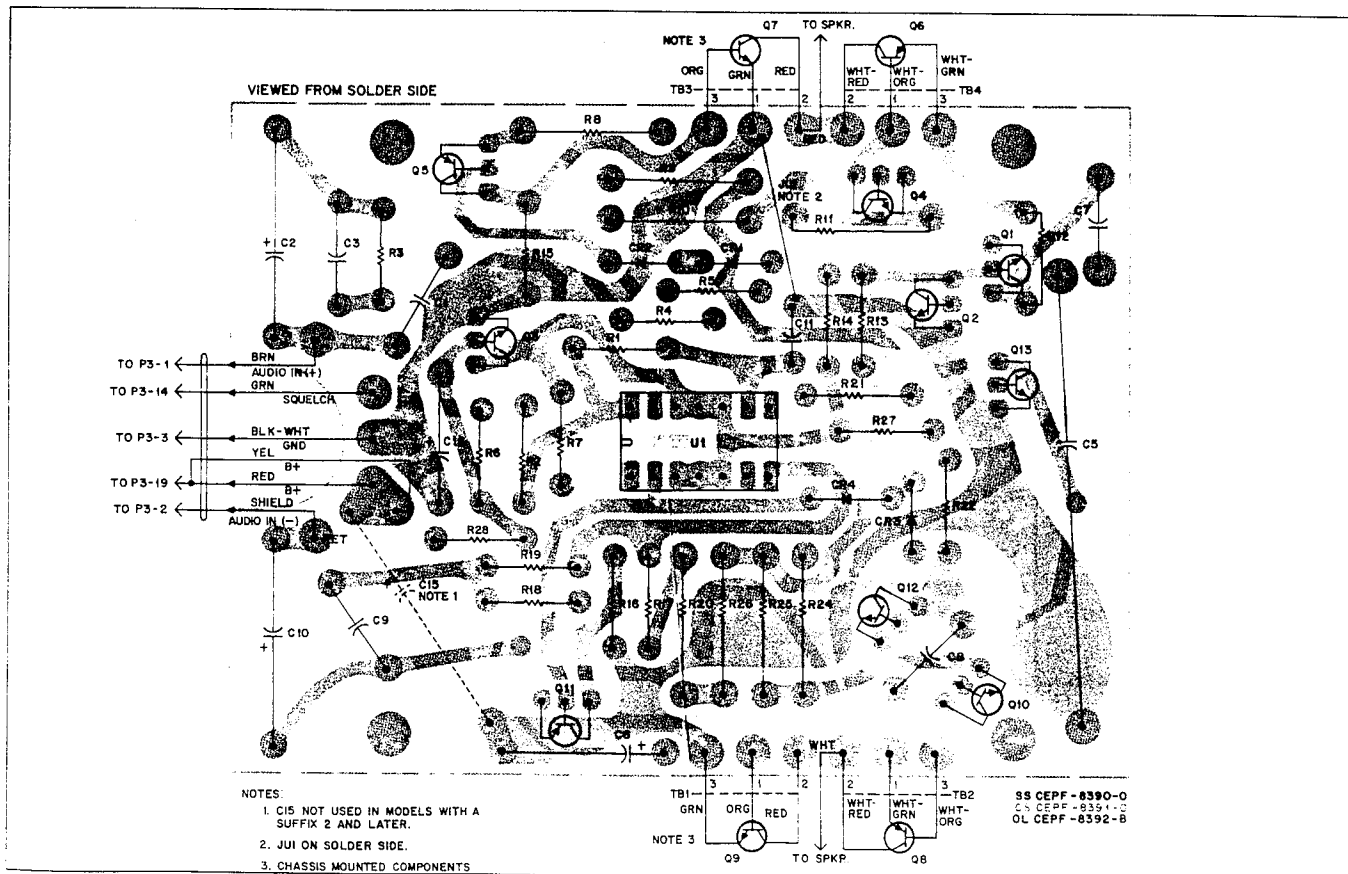 Q7
TO SPKR.
Q6
NOTE 3
ORG
GRN
RED
WHT-RED
WHT-ORG
WHT-GRN
TB3
3
1
2
2
1
3
TB4
VIEWED FROM SOLDER SIDE
RED
R8
Q5
NOTE 2
Q4
R11
C2
C3
R3
R15
Q1
R5
R4
R1
C11
R14
R13
Q2
Q13
TO P3-1
BRN
AUDIO IN (+)
TO P3-14
GRN
SQUELCH
TO P3-3
BLK-WHT
GND
YEL
B+
TO P3-19
RED
B+
TO P3-2
SHIELD
AUDIO IN (-)
R6
R7
U1
R21
R27
C5
CR4
CR3
R22
R28
R19
R18
C15
NOTE 1
C9
C10
R16
R17
R20
R26
R25
R24
Q12
Q10
Q11
C6
WHT
TB1
3
1
2
2
1
3
TB2
GRN
ORG
RED
WHT-RED
WHT-GRN
WHT-ORG
NOTE 3
Q9
TO SPKR.
Q8
SS CEPF-8390-O
OL CEPF-8392-B
NOTES:
1. C15 NOT USED IN MODELS WITH A
SUFFIX 2 AND LATER.
2. JU1 ON SOLDER SIDE.
3. CHASSIS MOUNTED COMPONENTS